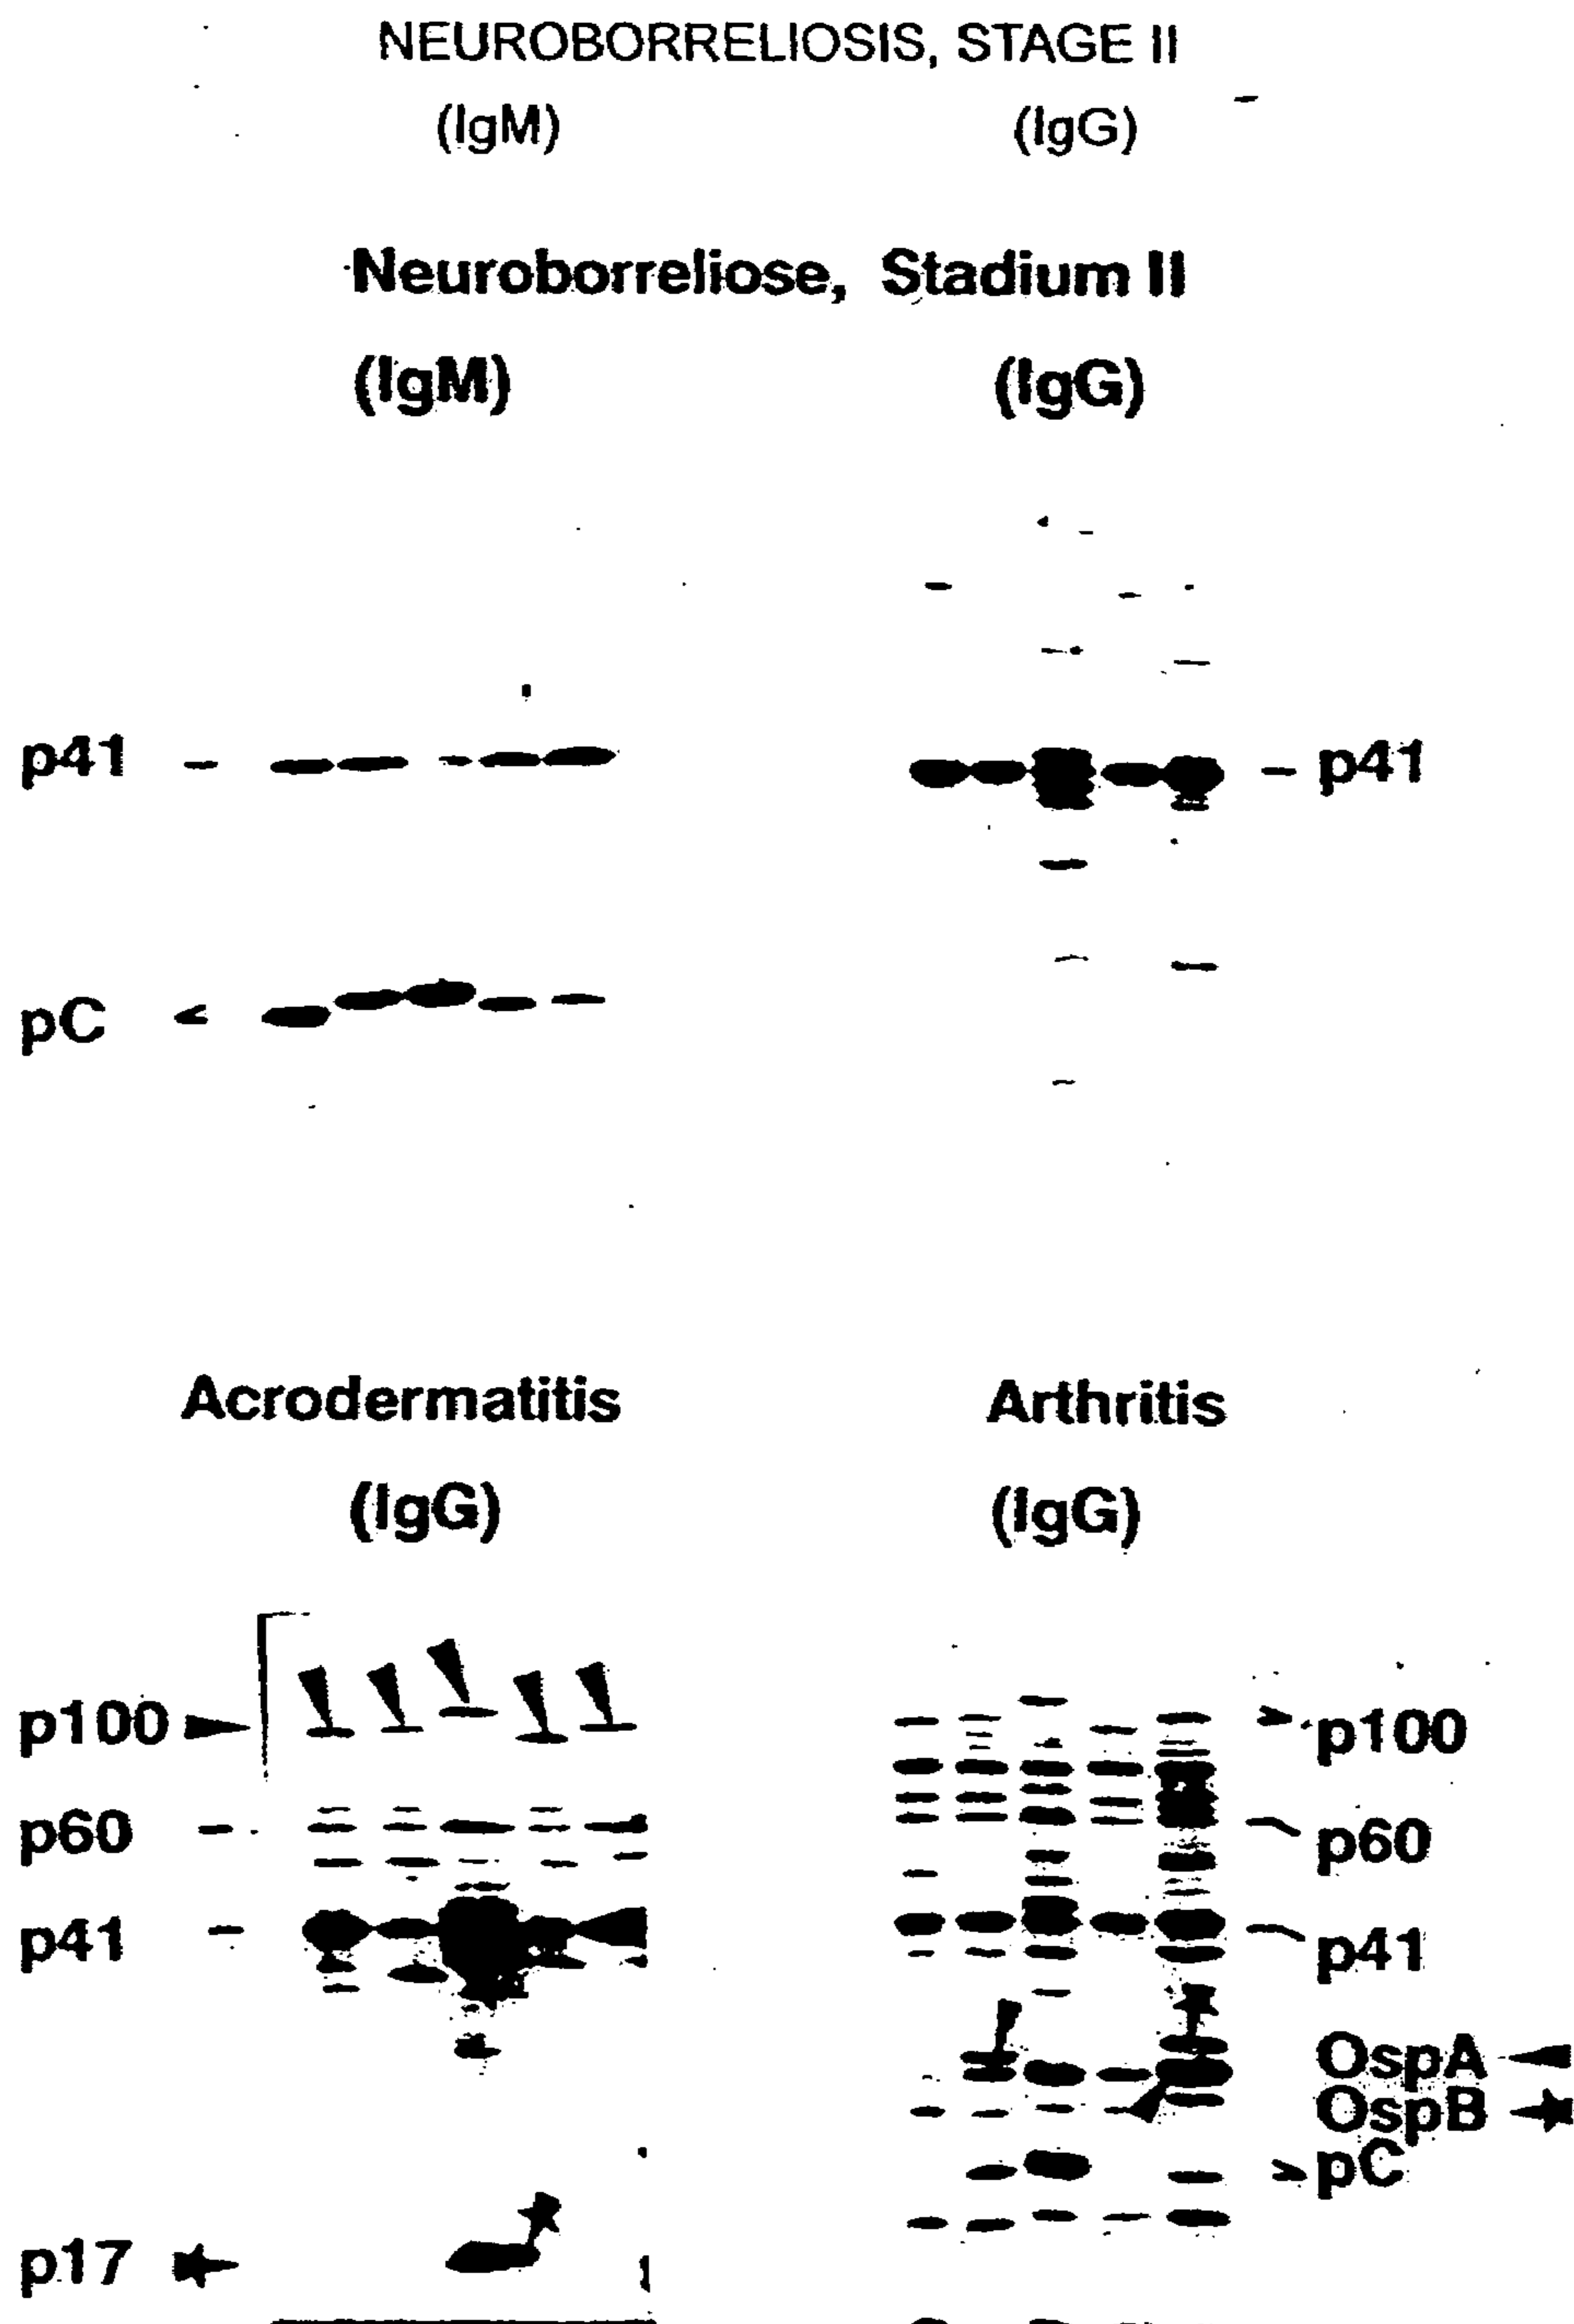 NEUROBORRELIOSIS, STAGE II
(IgM) (IgG)
Neuroborreliose, Stadium II
(IgM) (IgG)
p41 p41
pC
Acrodermatitis Arthritis
(IgG) (IgG)
p100 p100
p60 p60
p41 p41
OspA
OspB
pC
p17